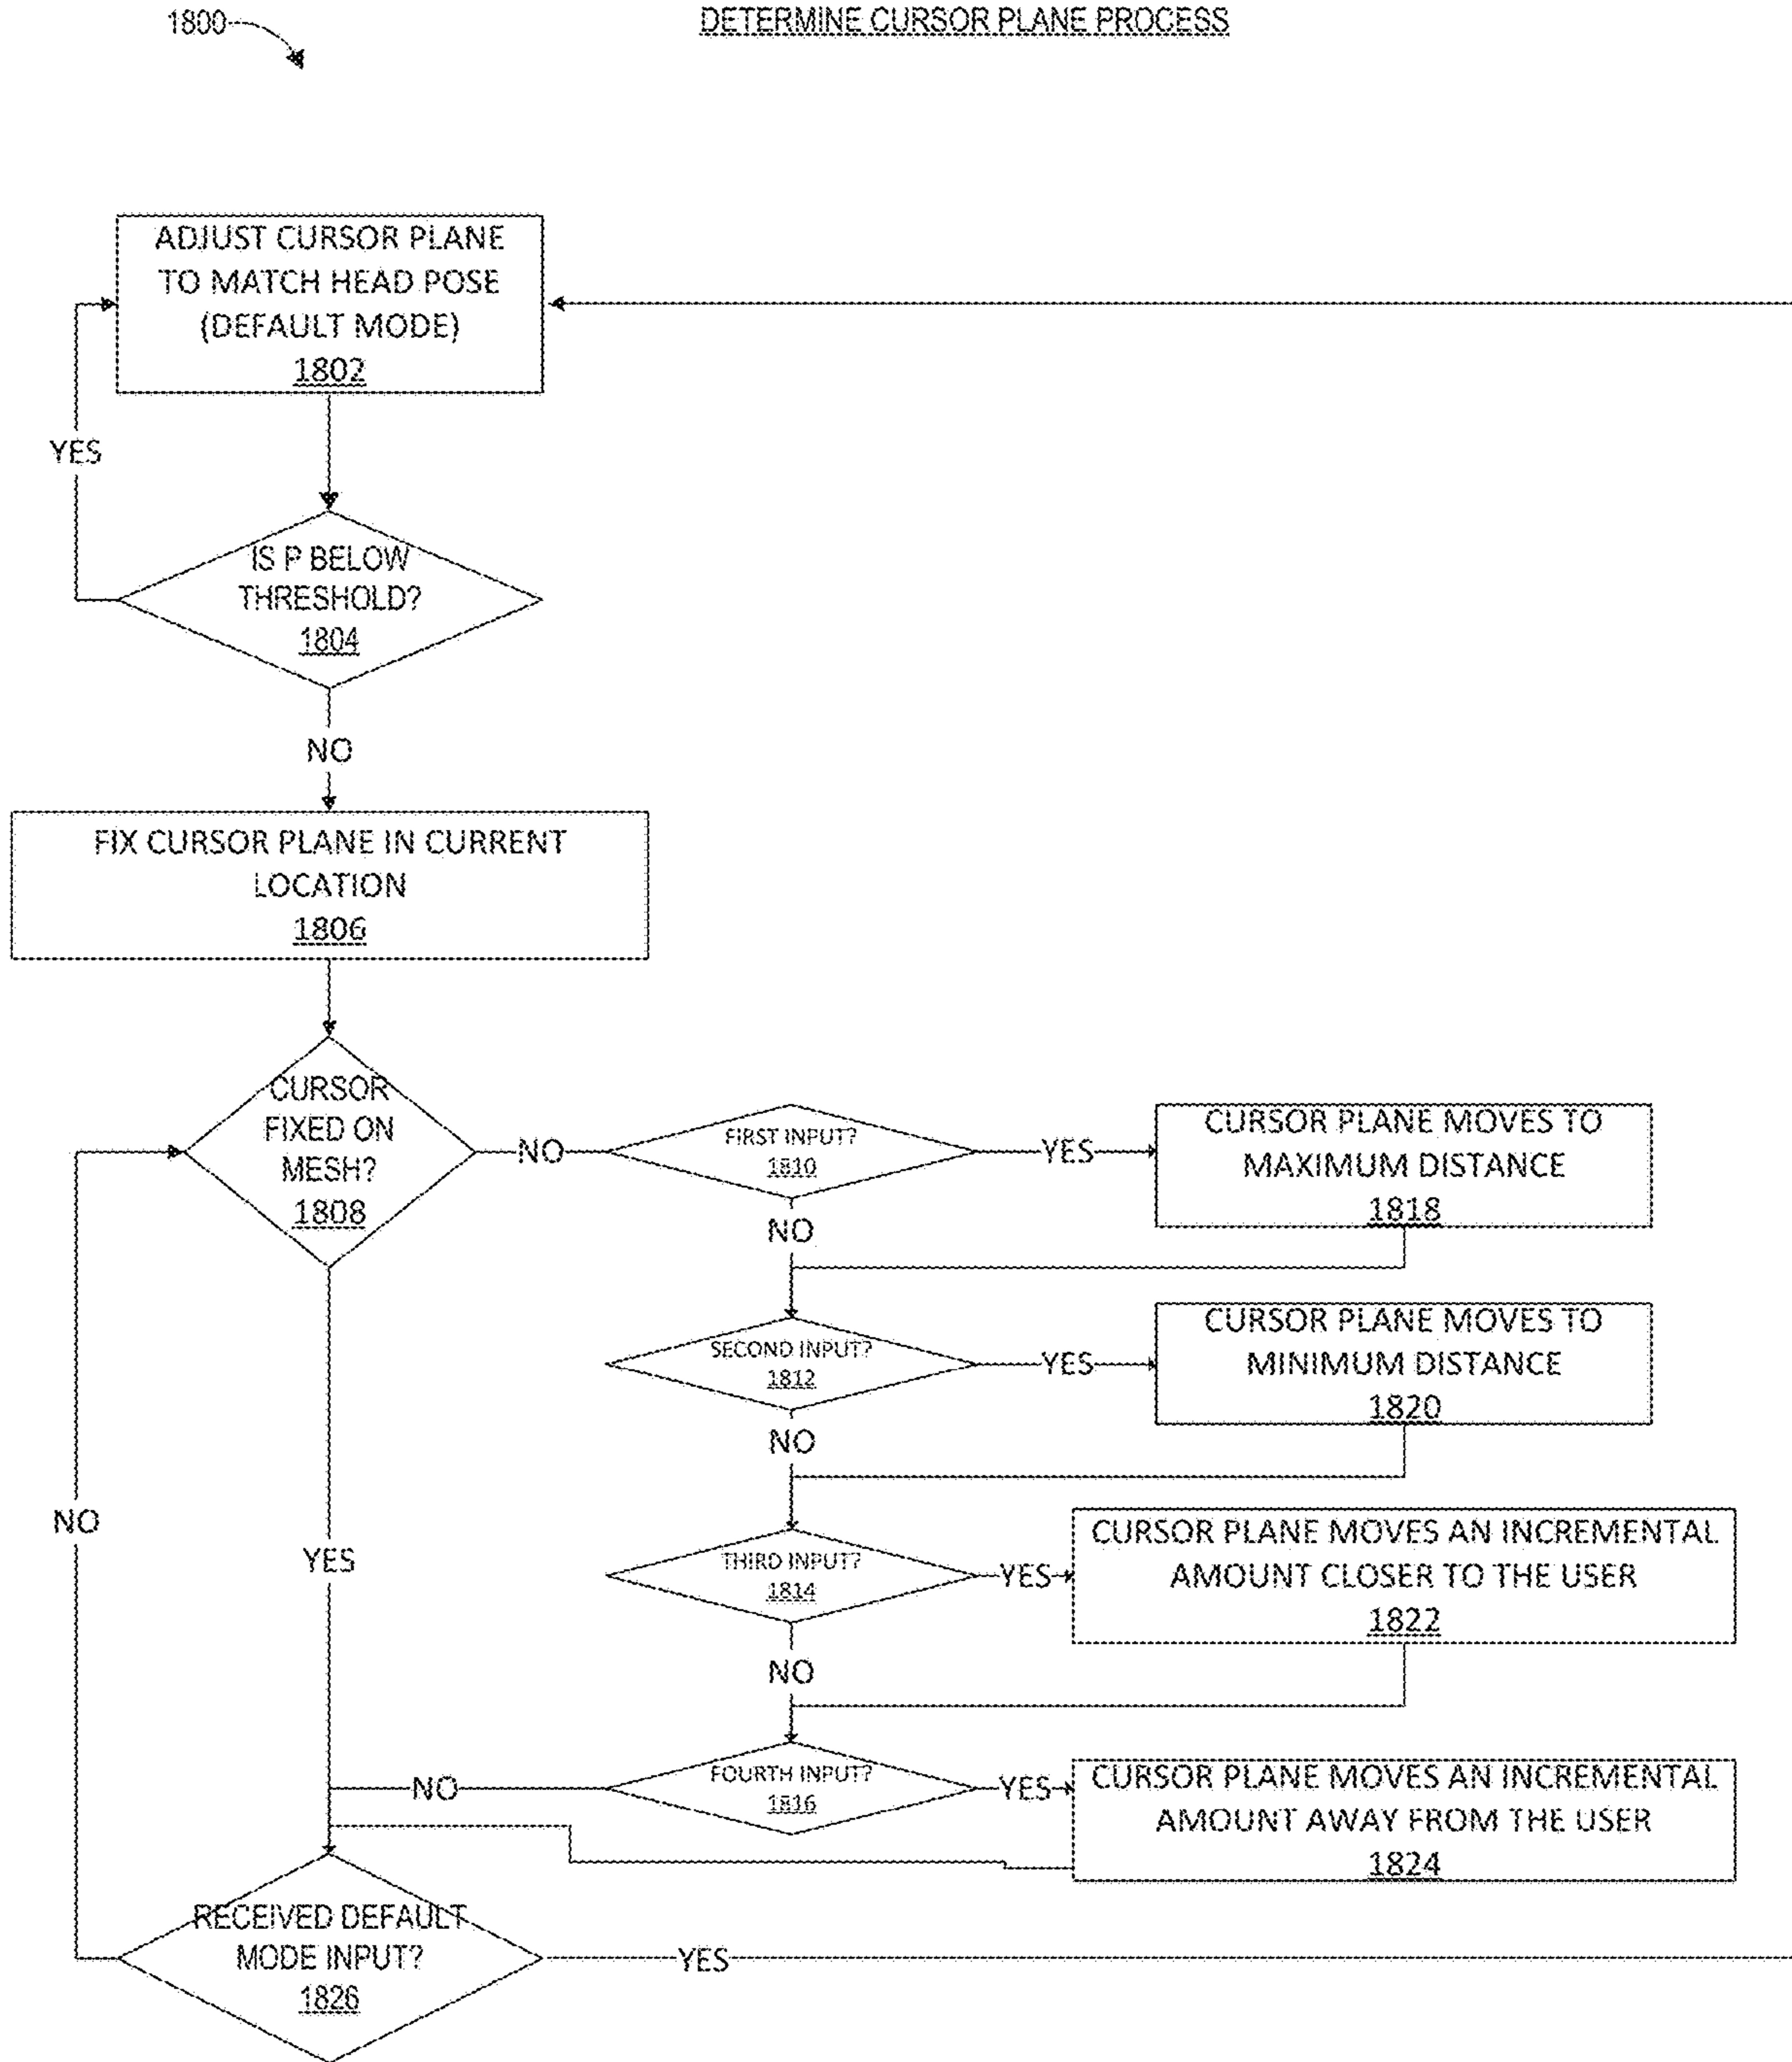 1800
DETERMINE CURSOR PLANE PROCESS
ADJUST CURSOR PLANE
TO MATCH HEAD POSE
(DEFAULT MODE)
1802
YES
IS P BELOW
THRESHOLD?
1804
NO
FIX CURSOR PLANE IN CURRENT
LOCATION
1806
CURSOR
FIXED ON
MESH?
1808
NO
FIRST INPUT?
1810
YES
CURSOR PLANE MOVES TO
MAXIMUM DISTANCE
1818
NO
SECOND INPUT?
1812
YES
CURSOR PLANE MOVES TO
MINIMUM DISTANCE
1820
NO
NO
YES
THIRD INPUT?
1814
YES
CURSOR PLANE MOVES AN INCREMENTAL
AMOUNT CLOSER TO THE USER
1822
NO
NO
FOURTH INPUT?
1816
YES
CURSOR PLANE MOVES AN INCREMENTAL
AMOUNT AWAY FROM THE USER
1824
RECEIVED DEFAULT
MODE INPUT?
1826
YES